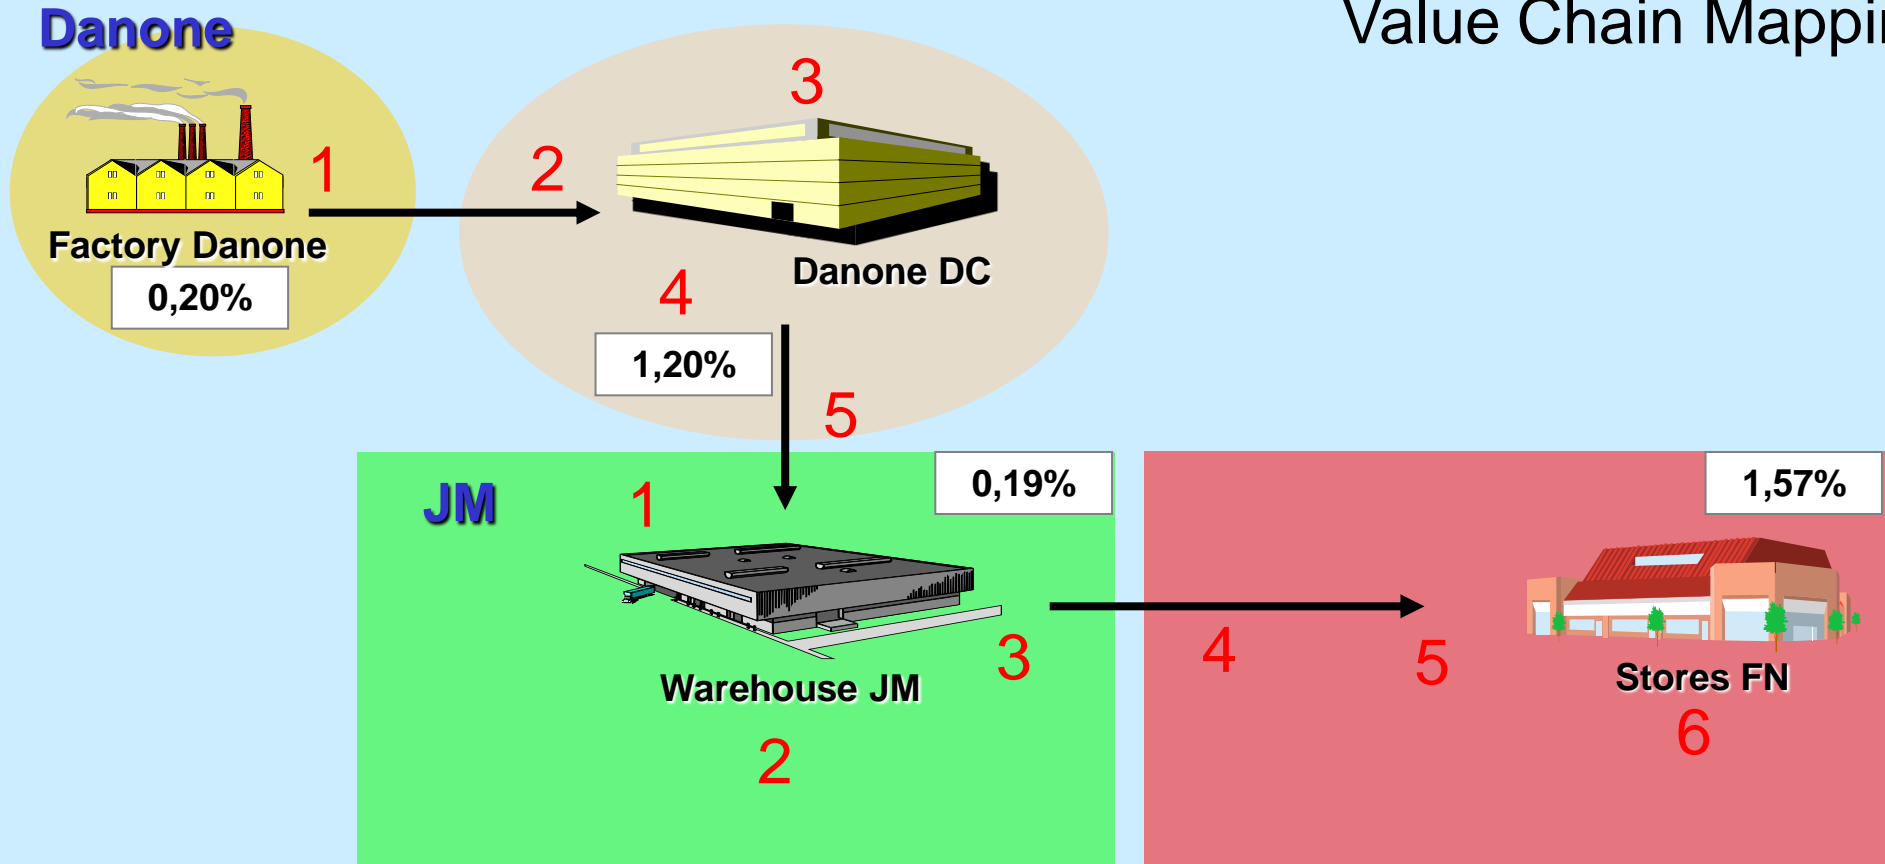 Danone
Value Chain
3
1
2
Factory Danone
0,20%
Danone DC
4
1,20%
5
JM
1
0,19%
1,57%
Warehouse JM
3
2
4
5
Stores FN
6